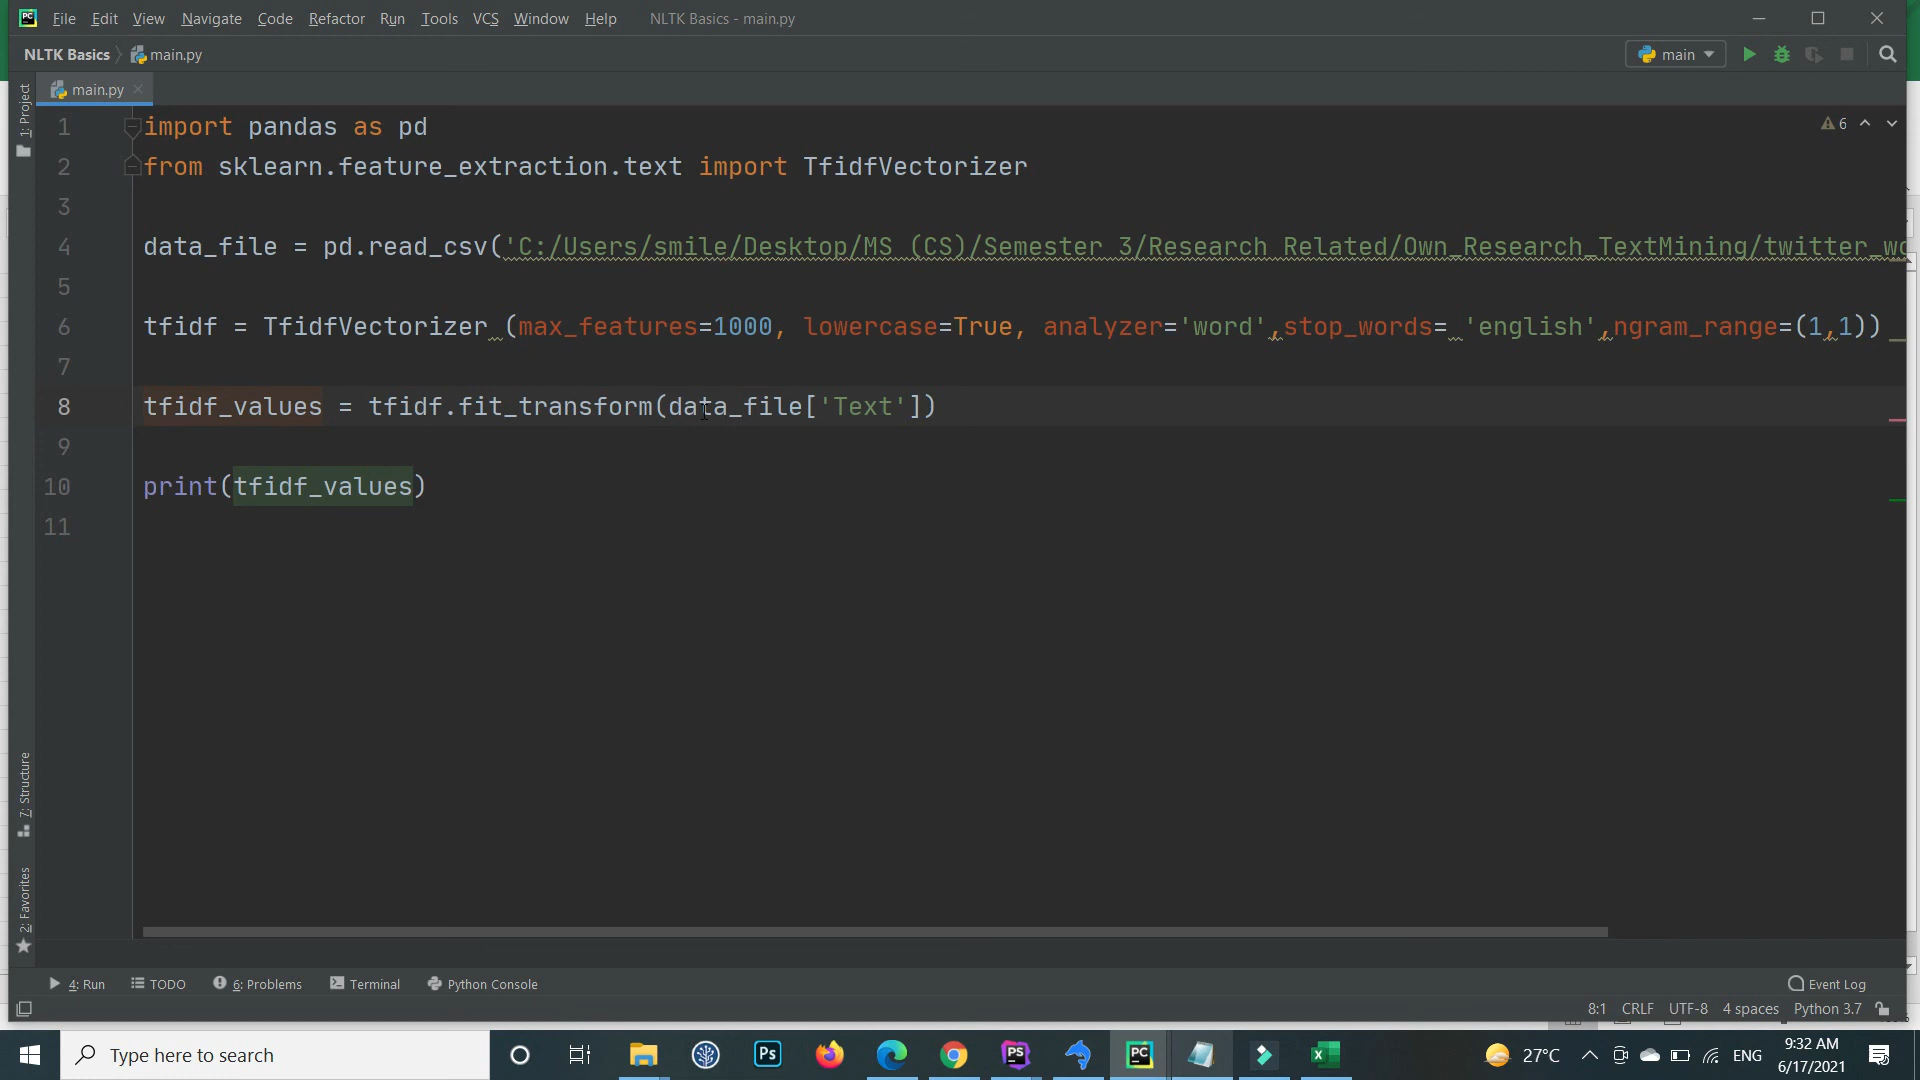 File Edit View Navigate Code Refactor Run Tools VCS Window Help NLTK Basics - main.py
NLTK Basics main.py main
main.py
1: Project
1 import pandas as pd
6
2 from sklearn.feature_extraction.text import TfidfVectorizer
3
4 data_file = pd.read_csv('C:/Users/smile/Desktop/MS (CS)/Semester 3/Research Related/Own_Research_TextMining/twitter_wo
5
6 tfidf = TfidfVectorizer (max_features=1000, lowercase=True, analyzer='word',stop_words= 'english',ngram_range=(1,1))
7
8 tfidf_values = tfidf.fit_transform(data_file['Text'])
9
10 print(tfidf_values)
11
7: Structure
2: Favorites
4: Run TODO 6: Problems Terminal Python Console Event Log
8:1 CRLF UTF-8 4 spaces Python 3.7
Type here to search Ps PS PC 27°C ENG 9:32 AM
6/17/2021